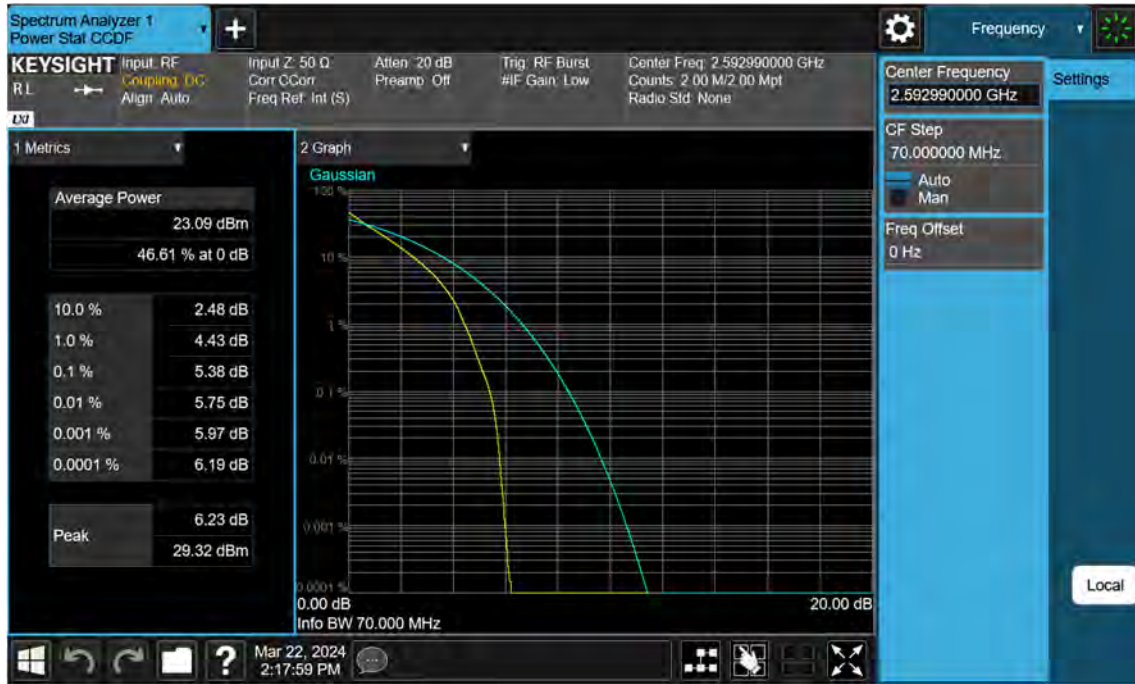 Spectrum Analyzer 1
Power Stat CCDF
Frequency
KEYSIGHT
RL
LXI
Input: RF
Coupling: DC
Align: Auto
Input Z: 50 Ω
Corr CCorr
Freq Ref: Int (S)
Atten: 20 dB
Preamp: Off
Trig: RF Burst
#IF Gain: Low
Center Freq: 2.592990000 GHz
Counts: 2.00 M/2.00 Mpt
Radio Std: None
Center Frequency
2.592990000 GHz
Settings
CF Step
70.000000 MHz
Auto
Man
Freq Offset
0 Hz
Local
1 Metrics
Average Power
23.09 dBm
46.61 % at 0 dB
10.0 % 2.48 dB
1.0 % 4.43 dB
0.1 % 5.38 dB
0.01 % 5.75 dB
0.001 % 5.97 dB
0.0001 % 6.19 dB
Peak
6.23 dB
29.32 dBm
2 Graph
Gaussian
100 %
10 %
1 %
0.1 %
0.01 %
0.001 %
0.0001 %
0.00 dB 20.00 dB
Info BW 70.000 MHz
?
Mar 22, 2024
2:17:59 PM